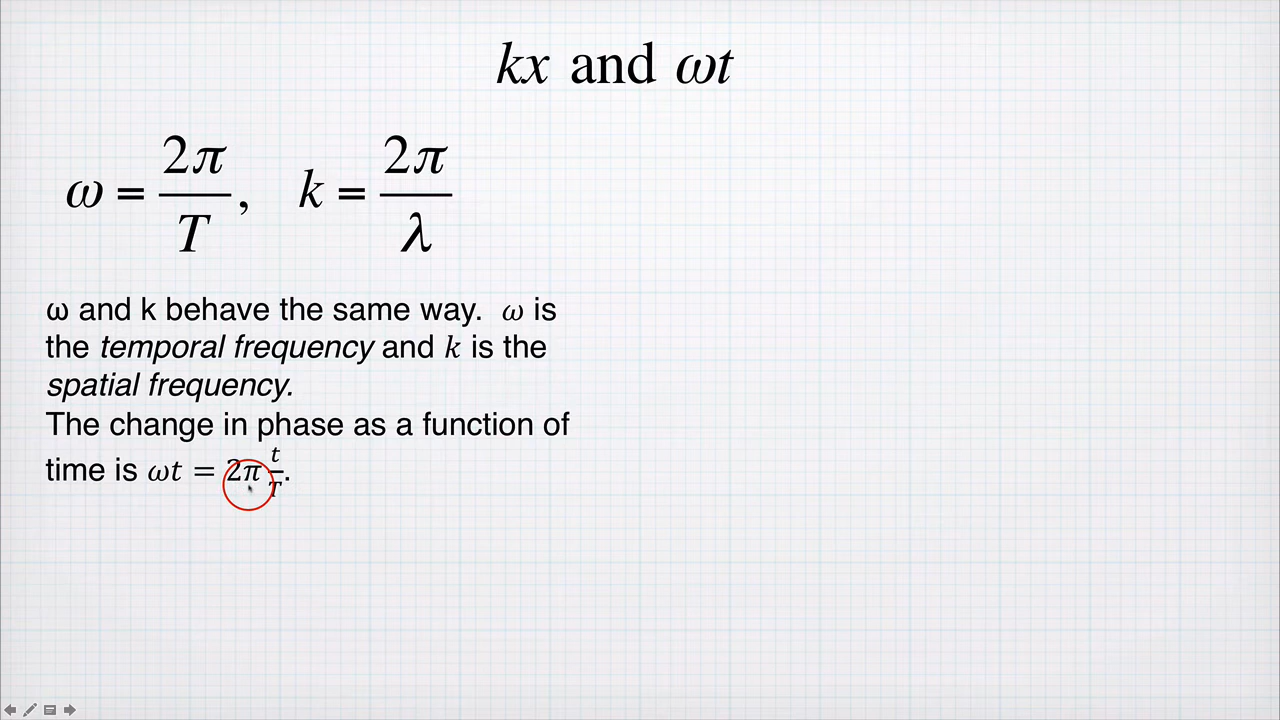 kx and ωt
ω = 2π/T, k = 2π/λ
ω and k behave the same way. ω is
the temporal frequency and k is the
spatial frequency.
The change in phase as a function of
time is ωt = 2π t/T.